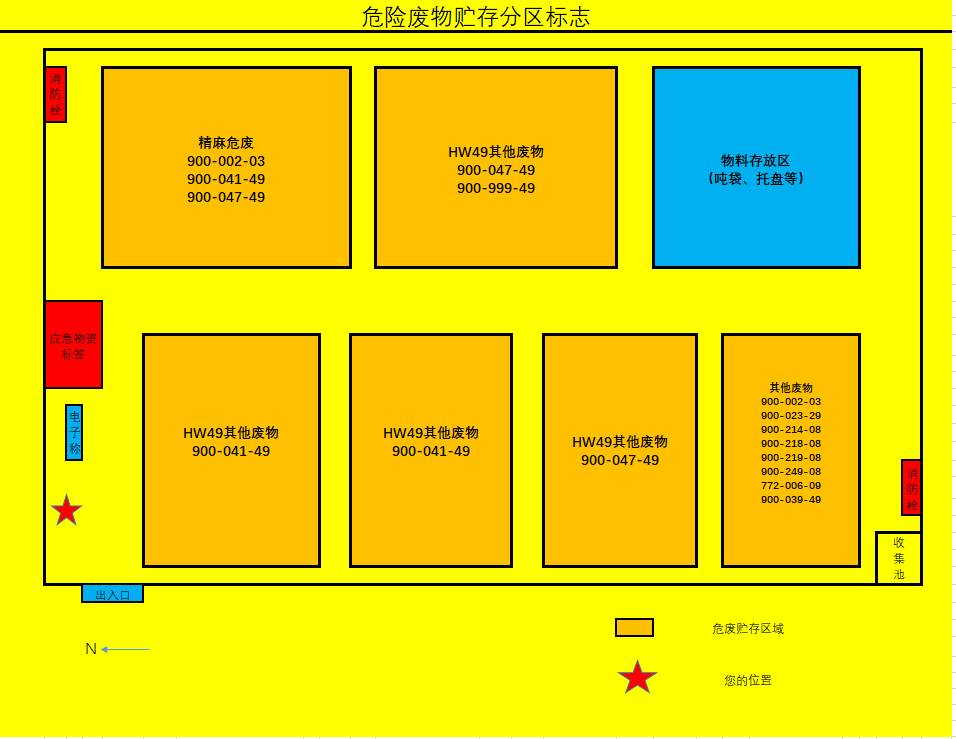 危险废物贮存分区标志
消
防
栓
精麻危废
900-002-03
900-041-49
900-047-49
HW49其他废物
900-047-49
900-999-49
物料存放区
(吨袋、托盘等)
应急物资
标签
电
子
称
HW49其他废物
900-041-49
HW49其他废物
900-041-49
HW49其他废物
900-047-49
其他废物
900-002-03
900-023-29
900-214-08
900-218-08
900-219-08
900-249-08
772-006-09
900-039-49
消
防
栓
收
集
池
出入口
N
危废贮存区域
您的位置